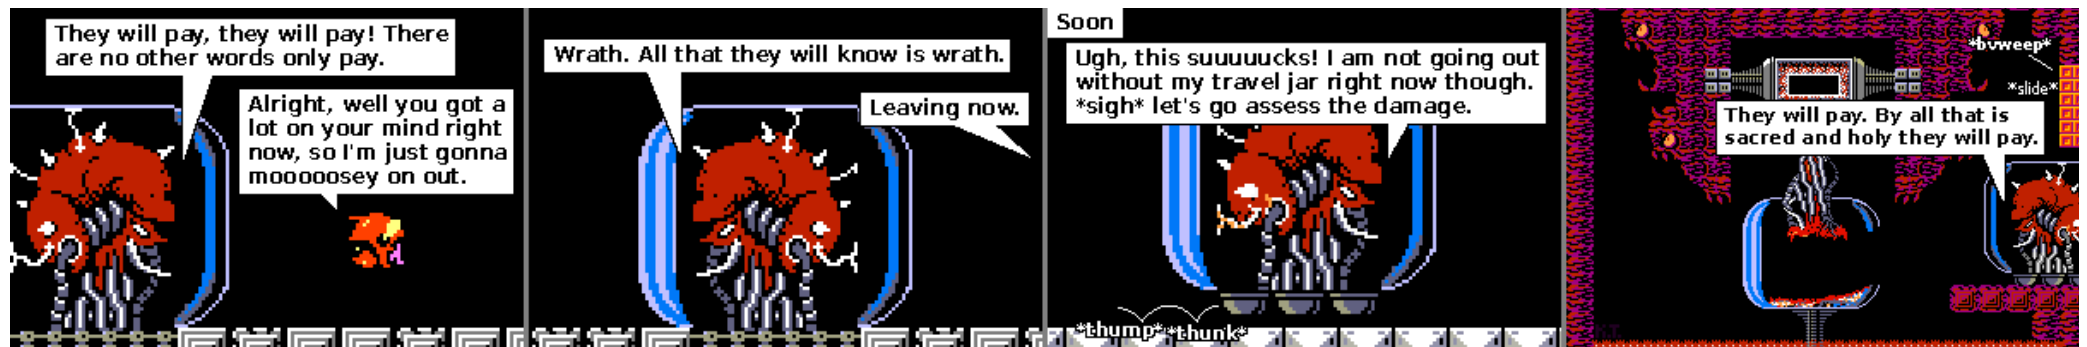 They will pay, they will pay! There
are no other words only pay.
Alright, well you got a
lot on your mind right
now, so I'm just gonna
mooooosey on out.
Wrath. All that they will know is wrath.
Leaving now.
Soon
Ugh, this suuuuucks! I am not going out
without my travel jar right now though.
*sigh* let's go assess the damage.
*thump*
*thunk*
*bvweep*
*slide*
They will pay. By all that is
sacred and holy they will pay.